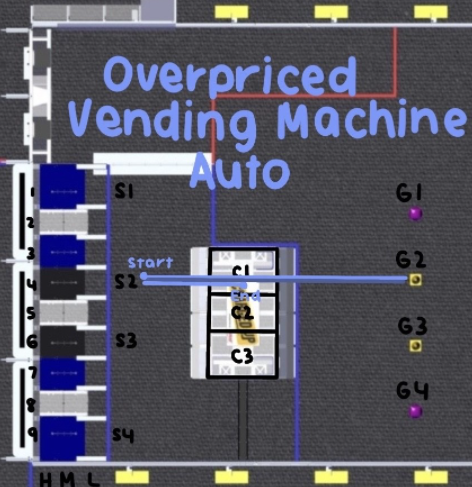 Overpriced
Vending Machine
Auto
1
S1
G1
2
3
Start
C1
G2
4
S2
End
5
C2
6
S3
G3
7
C3
8
G4
9
S4
H M L